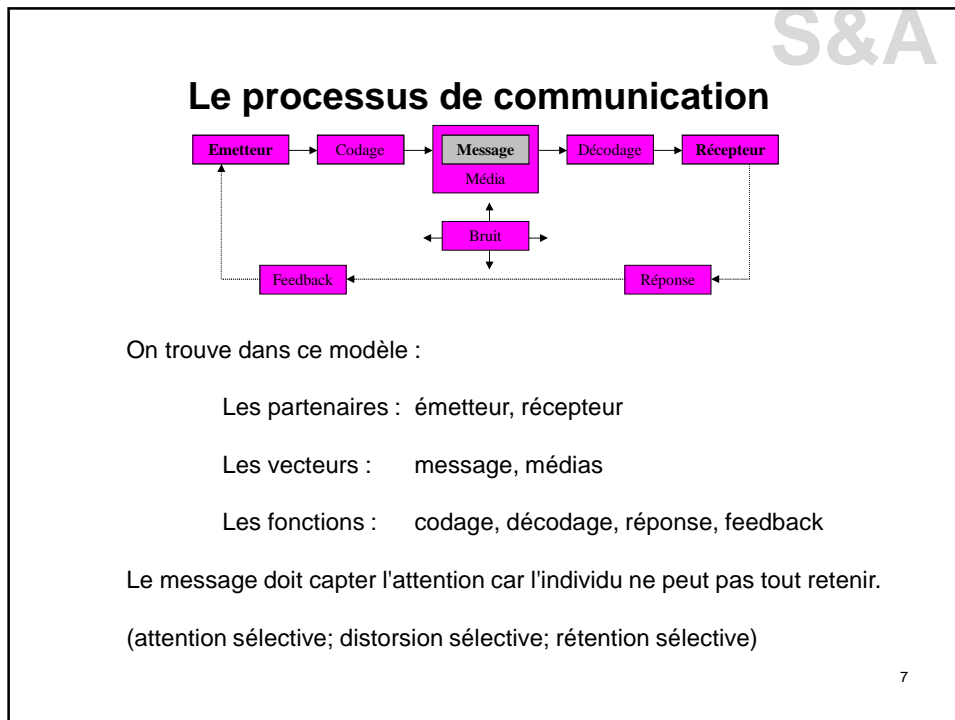 S&A
Le processus de communication
Emetteur Codage Message Décodage Récepteur
Média
Bruit
Feedback Réponse
On trouve dans ce modèle :
Les partenaires : émetteur, récepteur
Les vecteurs : message, médias
Les fonctions : codage, décodage, réponse, feedback
Le message doit capter l'attention car l'individu ne peut pas tout retenir.
(attention sélective; distorsion sélective; rétention sélective)
7